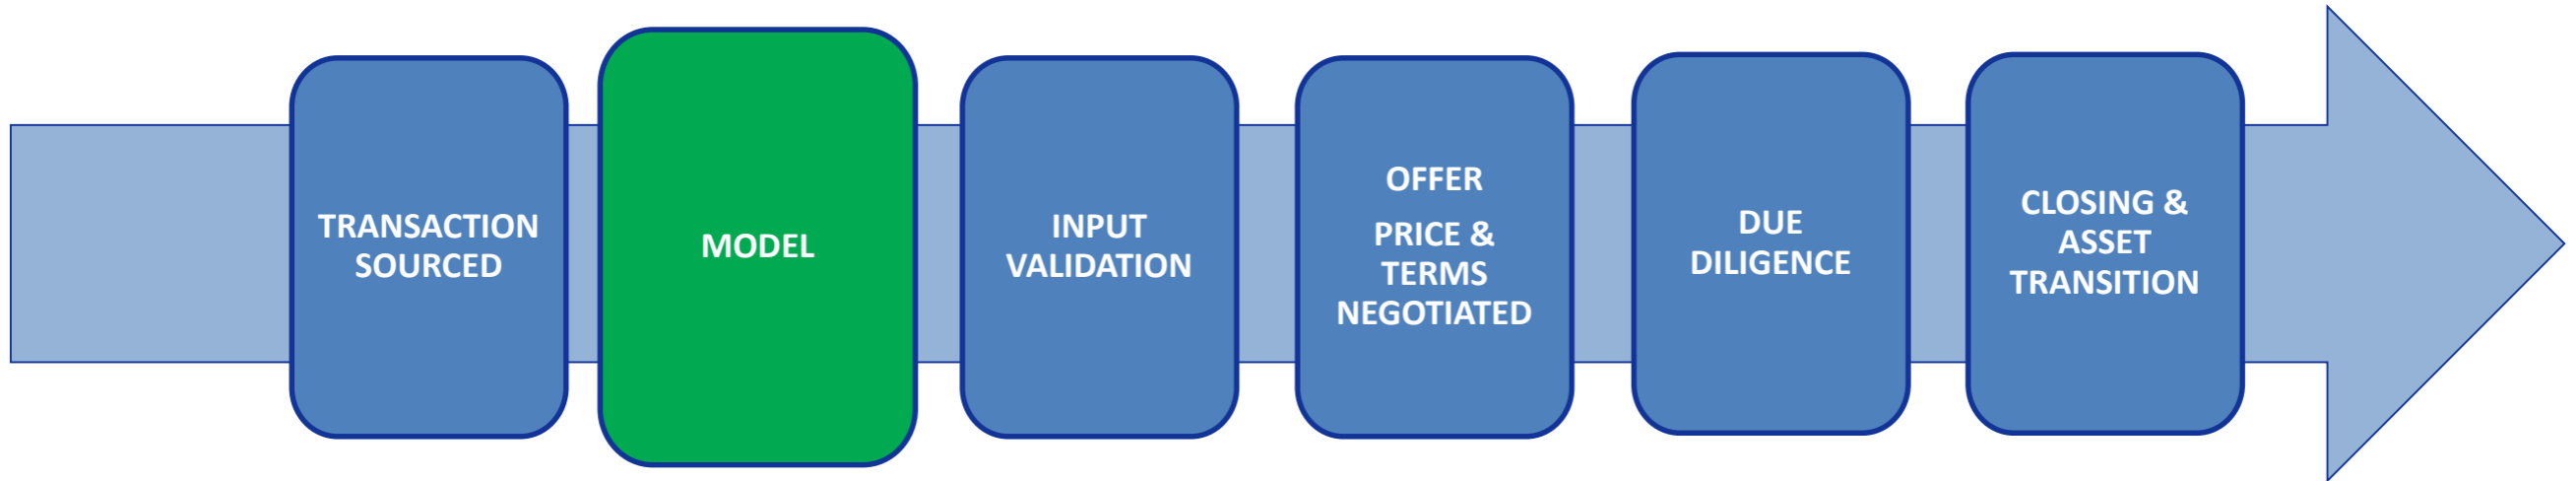 TRANSACTION
SOURCED
MODEL
INPUT
VALIDATION
OFFER
PRICE &
TERMS
NEGOTIATED
DUE
DILIGENCE
CLOSING &
ASSET
TRANSITION